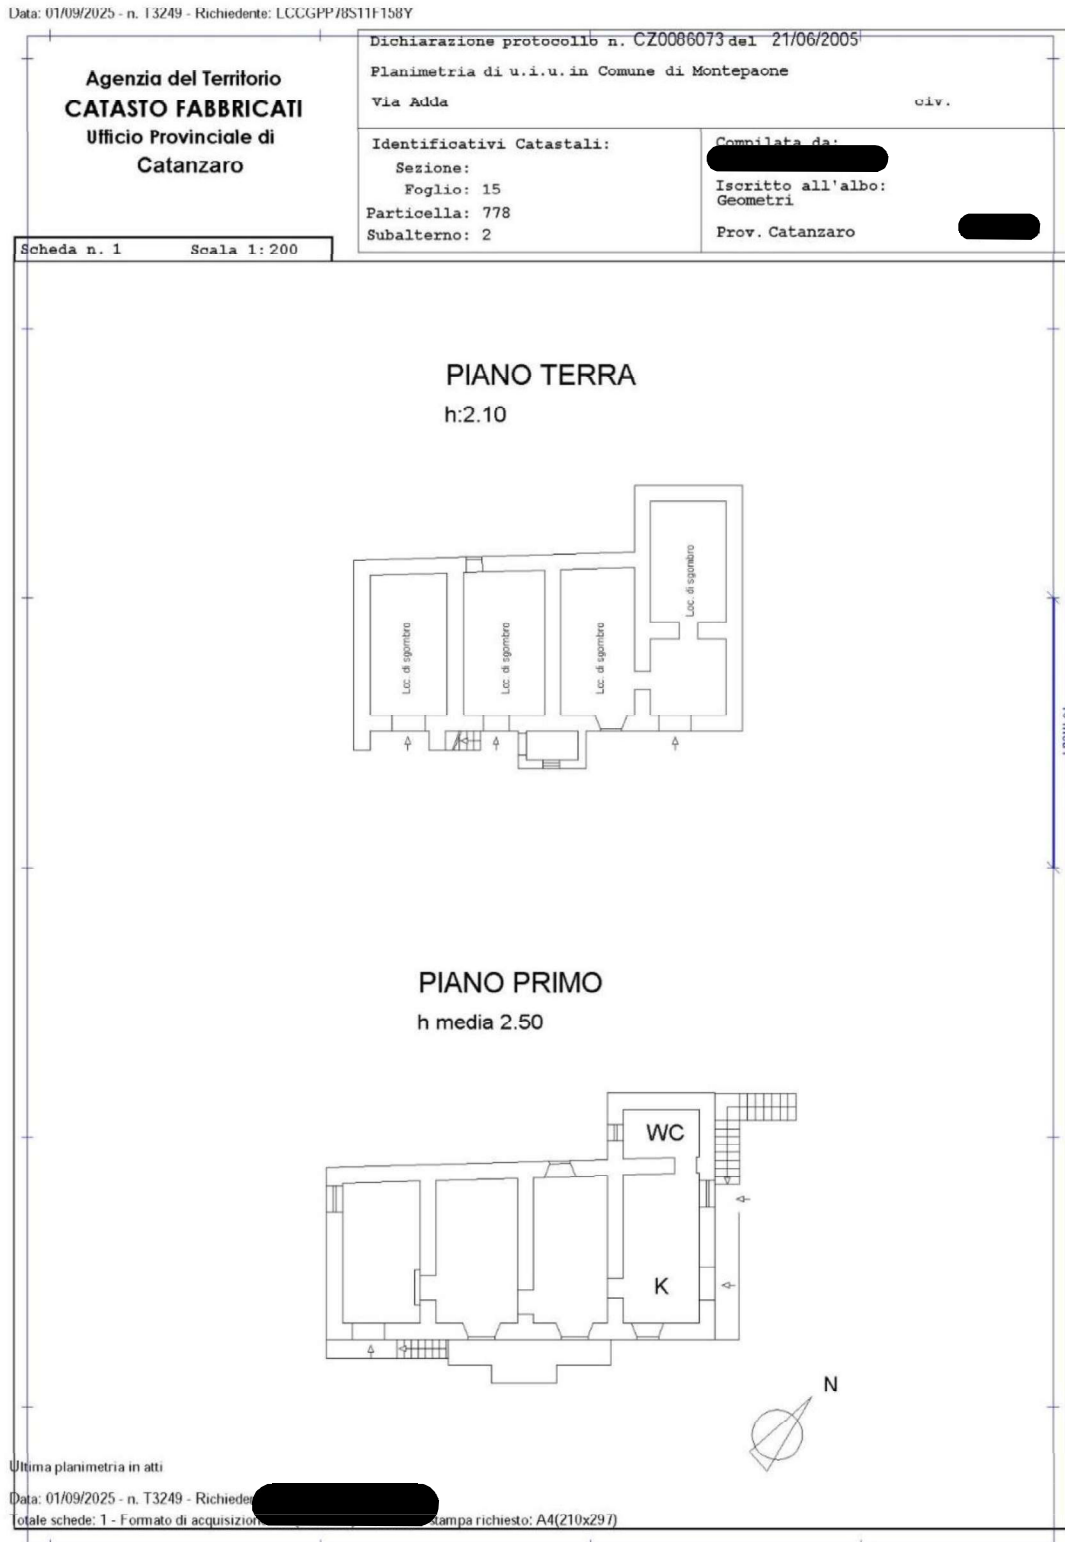 Data: 01/09/2025 - n. T3249 - Richiedente: LCCGPP78S11F158Y
Agenzia del Territorio
CATASTO FABBRICATI
Ufficio Provinciale di
Catanzaro
Dichiarazione protocollo n. CZ0086073 del 21/06/2005
Planimetria di u.i.u. in Comune di Montepaone
Via Adda civ.
Identificativi Catastali:
Sezione:
Foglio: 15
Particella: 778
Subalterno: 2
Compilata da:
Iscritto all'albo:
Geometri
Prov. Catanzaro
Scheda n. 1 Scala 1:200
PIANO TERRA
h:2.10
Loc. di sgombro
Loc. di sgombro
Loc. di sgombro
Loc. di sgombro
PIANO PRIMO
h media 2.50
WC
K
N
Ultima planimetria in atti
Data: 01/09/2025 - n. T3249 - Richieden
Totale schede: 1 - Formato di acquisizion stampa richiesto: A4(210x297)